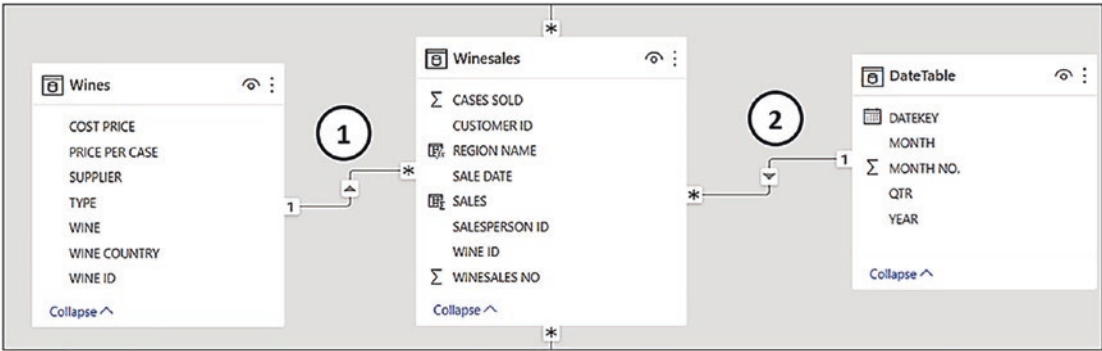 *
Wines
COST PRICE
PRICE PER CASE
SUPPLIER
TYPE
WINE
WINE COUNTRY
WINE ID
Collapse
1
1
*
Winesales
CASES SOLD
CUSTOMER ID
REGION NAME
SALE DATE
SALES
SALESPERSON ID
WINE ID
WINESALES NO
Collapse
*
2
*
1
DateTable
DATEKEY
MONTH
MONTH NO.
QTR
YEAR
Collapse